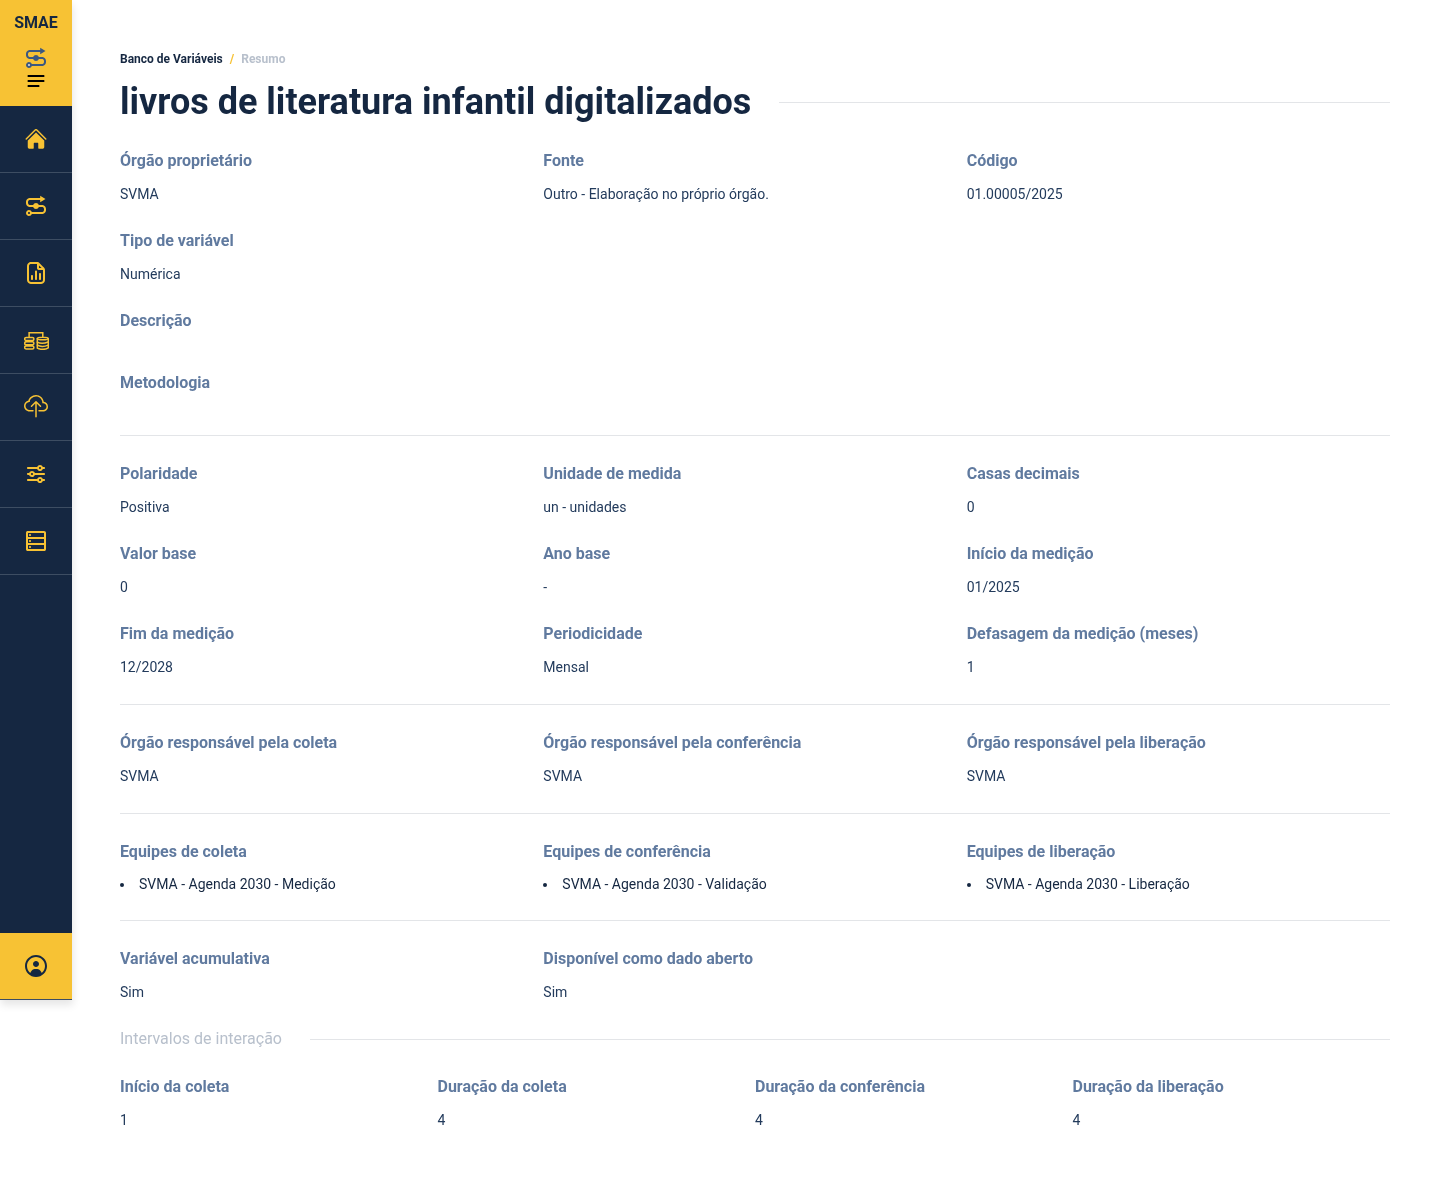 SMAE
Banco de Variáveis / Resumo
livros de literatura infantil digitalizados
Órgão proprietário Fonte Código
SVMA Outro - Elaboração no próprio órgão. 01.00005/2025
Tipo de variável
Numérica
Descrição
Metodologia
Polaridade Unidade de medida Casas decimais
Positiva un - unidades 0
Valor base Ano base Início da medição
0 - 01/2025
Fim da medição Periodicidade Defasagem da medição (meses)
12/2028 Mensal 1
Órgão responsável pela coleta Órgão responsável pela conferência Órgão responsável pela liberação
SVMA SVMA SVMA
Equipes de coleta Equipes de conferência Equipes de liberação
• SVMA - Agenda 2030 - Medição • SVMA - Agenda 2030 - Validação • SVMA - Agenda 2030 - Liberação
Variável acumulativa Disponível como dado aberto
Sim Sim
Intervalos de interação
Início da coleta Duração da coleta Duração da conferência Duração da liberação
1 4 4 4